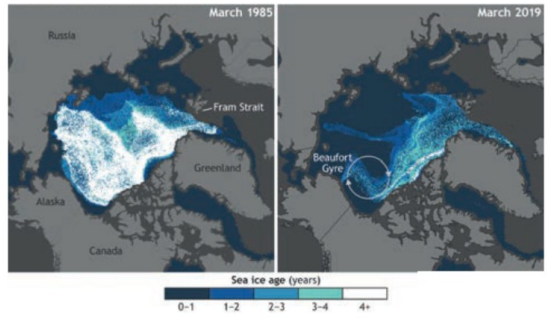 March 1985
Russia
Fram Strait
Greenland
Alaska
Canada
March 2019
Beaufort
Gyre
Sea ice age (years)
0-1 1-2 2-3 3-4 4+